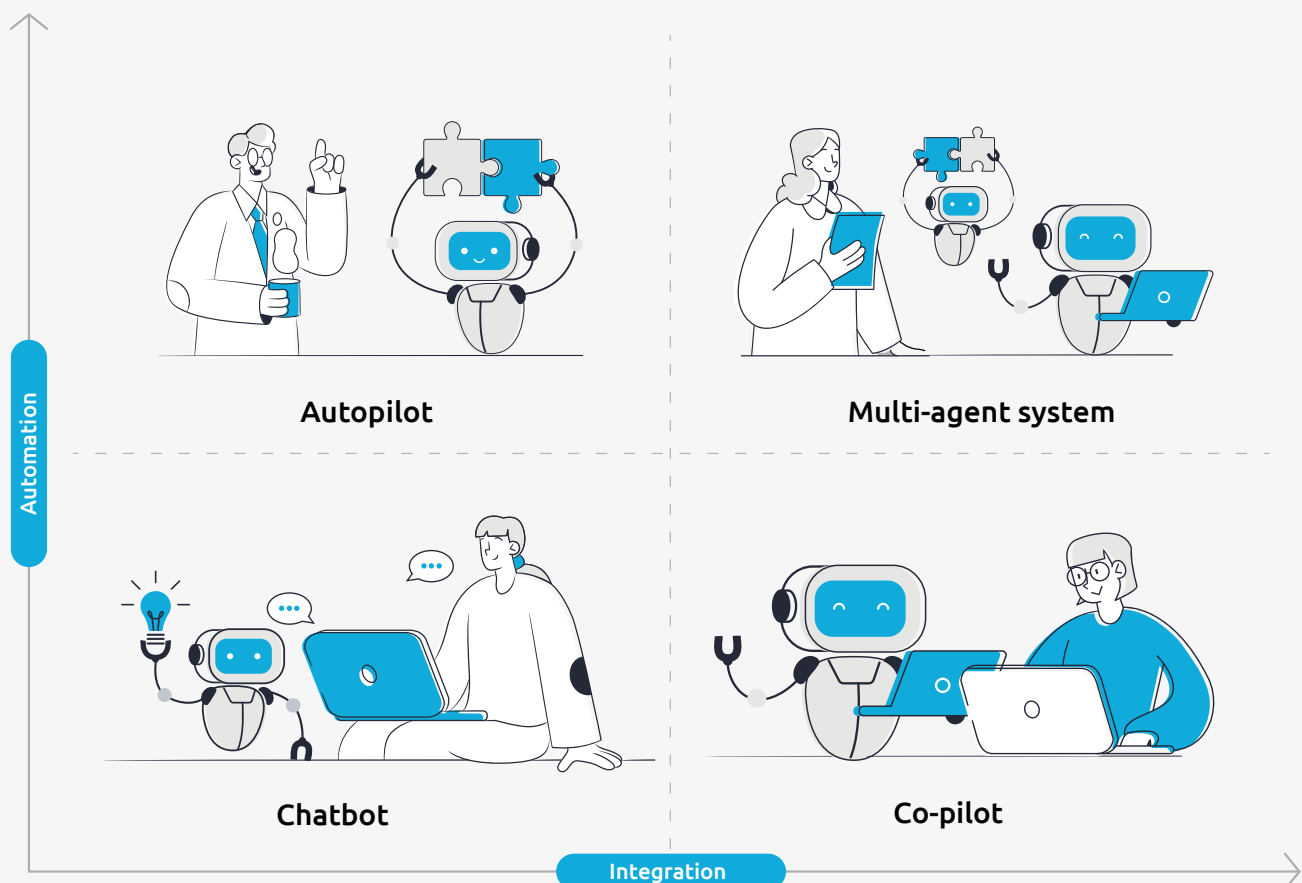 Autopilot
Multi-agent system
Automation
Chatbot
Co-pilot
Integration